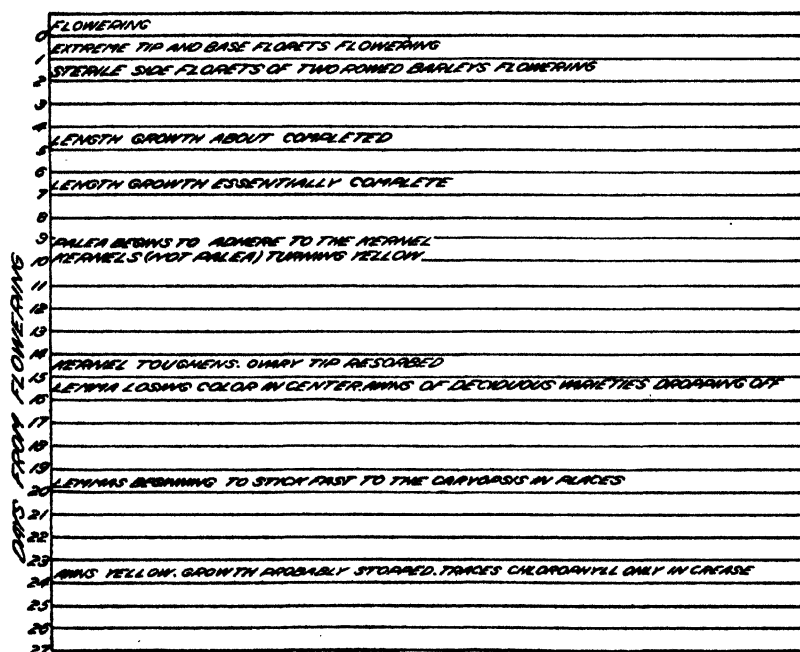 FLOWERING
0
EXTREME TIP AND BASE FLORETS FLOWERING
1
STERILE SIDE FLORETS OF TWO ROWED BARLEYS FLOWERING
2
3
4
LENGTH GROWTH ABOUT COMPLETED
5
6
LENGTH GROWTH ESSENTIALLY COMPLETE
7
8
9
PALEA BEGINS TO ADHERE TO THE KERNEL
10
KERNELS (NOT PALEA) TURNING YELLOW
11
12
13
14
KERNEL TOUGHENS. OVARY TIP RESORBED
15
LEMMA LOSING COLOR IN CENTER. AWNS OF DECIDUOUS VARIETIES DROPPING OFF
16
17
18
19
LEMMAS BEGINNING TO STICK FAST TO THE CARYOPSIS IN PLACES
20
21
22
23
AWNS YELLOW. GROWTH PROBABLY STOPPED. TRACES CHLOROPHYLL ONLY IN CREASE
24
25
26
27
DAYS FROM FLOWERING